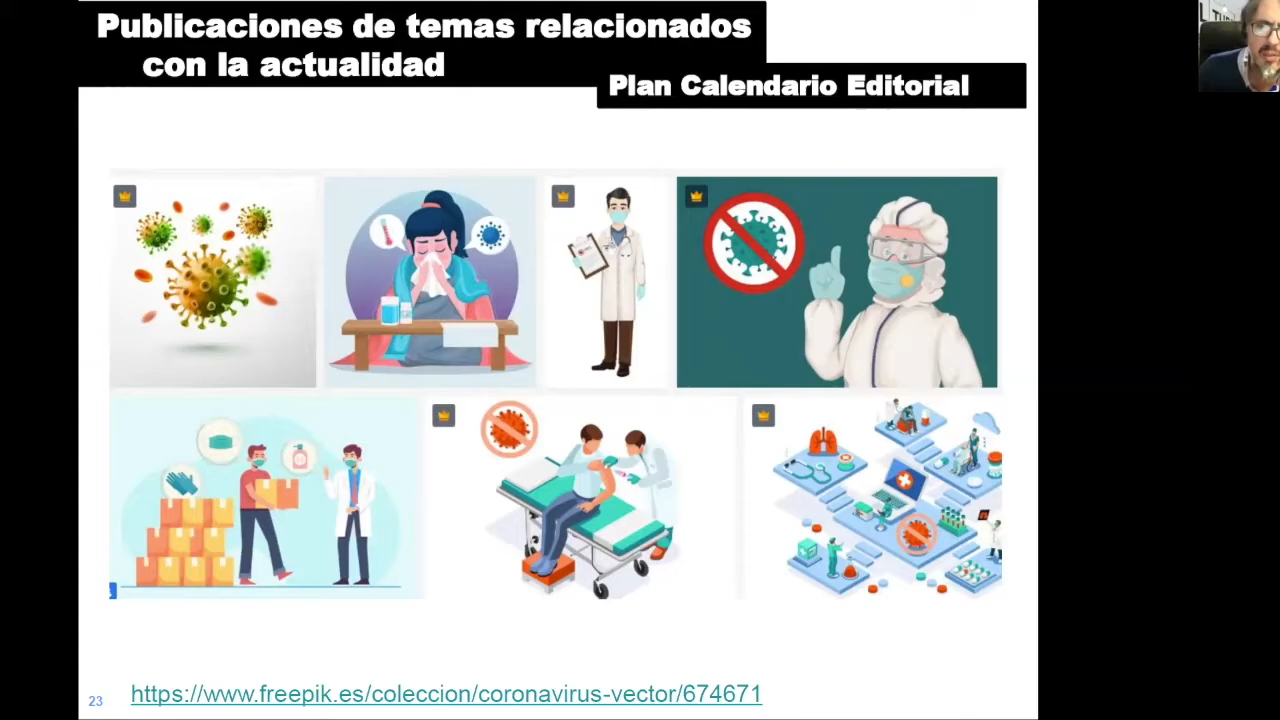 Publicaciones de temas relacionados
con la actualidad
Plan Calendario Editorial
23
https://www.freepik.es/coleccion/coronavirus-vector/674671